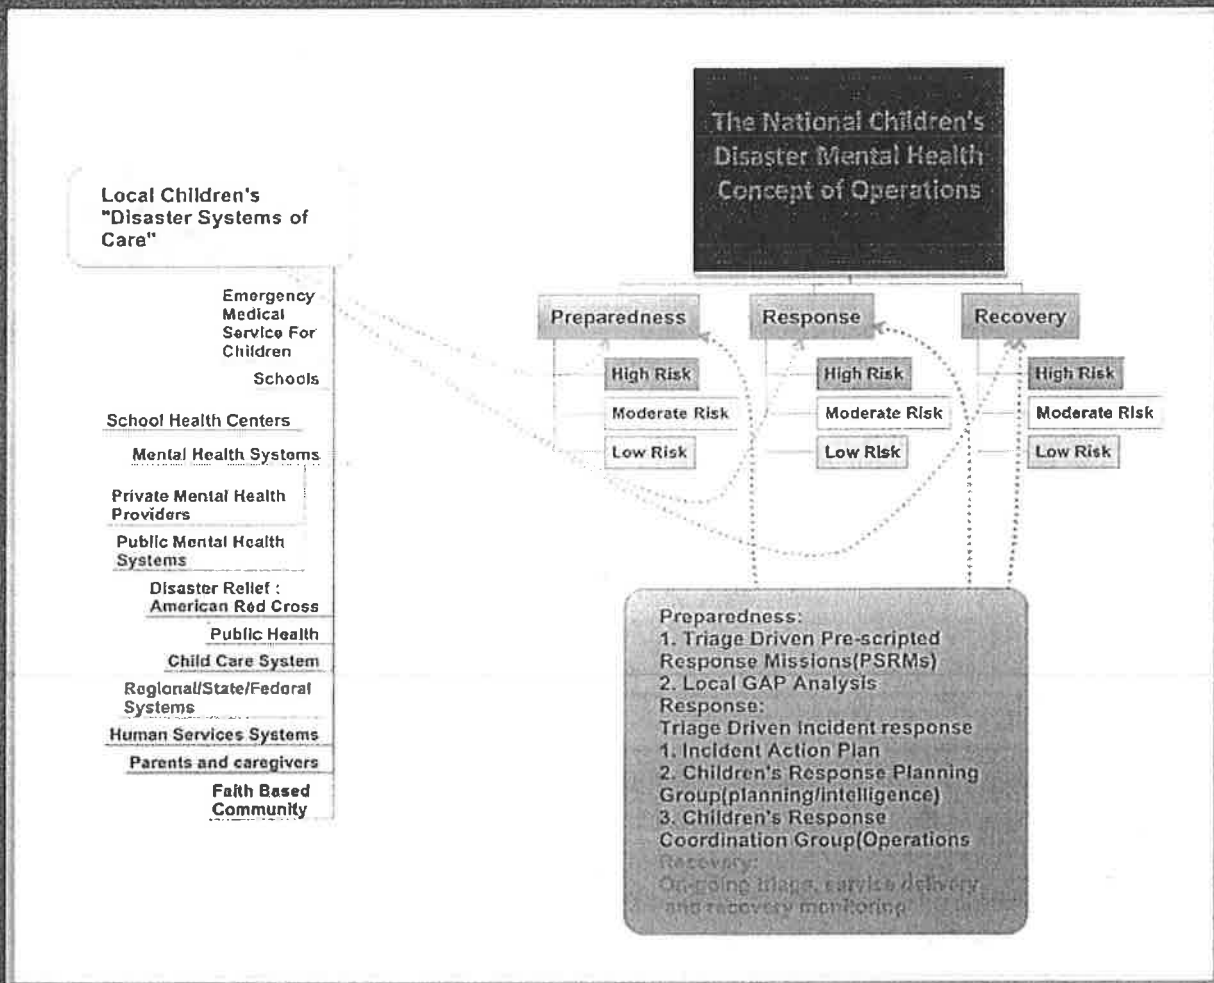 The National Children's
Disaster Mental Health
Concept of Operations
Local Children's
"Disaster Systems of
Care"
Emergency
Medical
Service For
Children
Schools
School Health Centers
Mental Health Systems
Private Mental Health
Providers
Public Mental Health
Systems
Disaster Relief :
American Red Cross
Public Health
Child Care System
Regional/State/Federal
Systems
Human Services Systems
Parents and caregivers
Faith Based
Community
Preparedness
High Risk
Moderate Risk
Low Risk
Response
High Risk
Moderate Risk
Low Risk
Recovery
High Risk
Moderate Risk
Low Risk
Preparedness:
1. Triage Driven Pre-scripted
Response Missions(PSRMs)
2. Local GAP Analysis
Response:
Triage Driven Incident response
1. Incident Action Plan
2. Children's Response Planning
Group(planning/intelligence)
3. Children's Response
Coordination Group(Operations
Recovery:
On-going triage, service delivery
and recovery monitoring